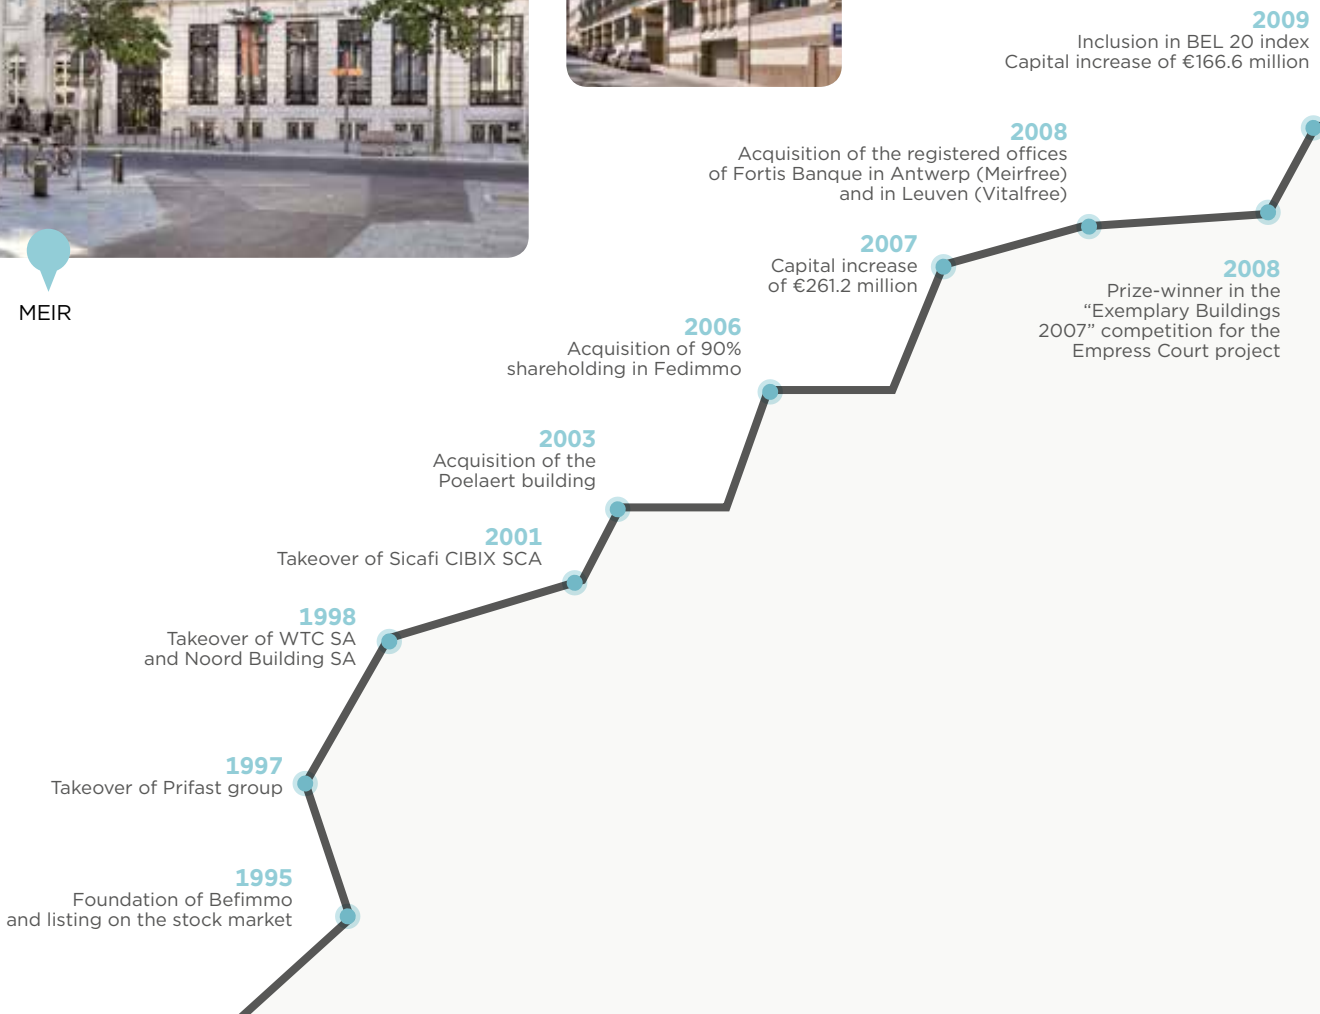 2009
Inclusion in BEL 20 index
Capital increase of €166.6 million
2008
Acquisition of the registered offices
of Fortis Banque in Antwerp (Meirfree)
and in Leuven (Vitalfree)
2007
Capital increase
of €261.2 million
2008
Prize-winner in the
“Exemplary Buildings
2007” competition for the
Empress Court project
MEIR
2006
Acquisition of 90%
shareholding in Fedimmo
2003
Acquisition of the
Poelaert building
2001
Takeover of Sicafi CIBIX SCA
1998
Takeover of WTC SA
and Noord Building SA
1997
Takeover of Prifast group
1995
Foundation of Befimmo
and listing on the stock market